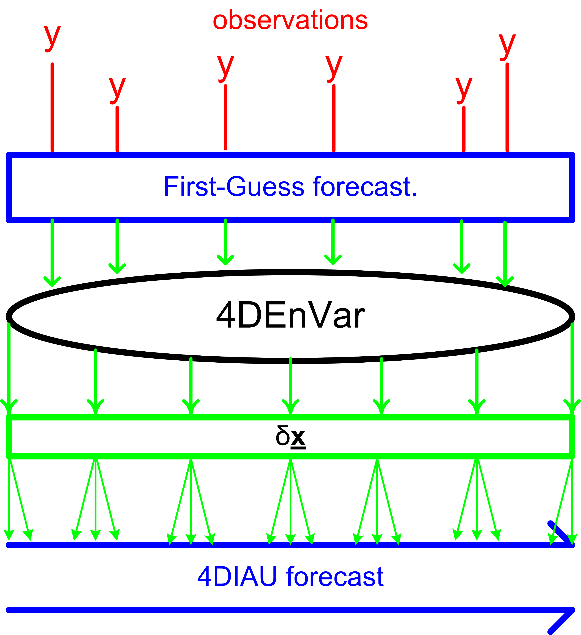 observations
y y y y y y
First-Guess forecast.
4DEnVar
δx
4DIAU forecast